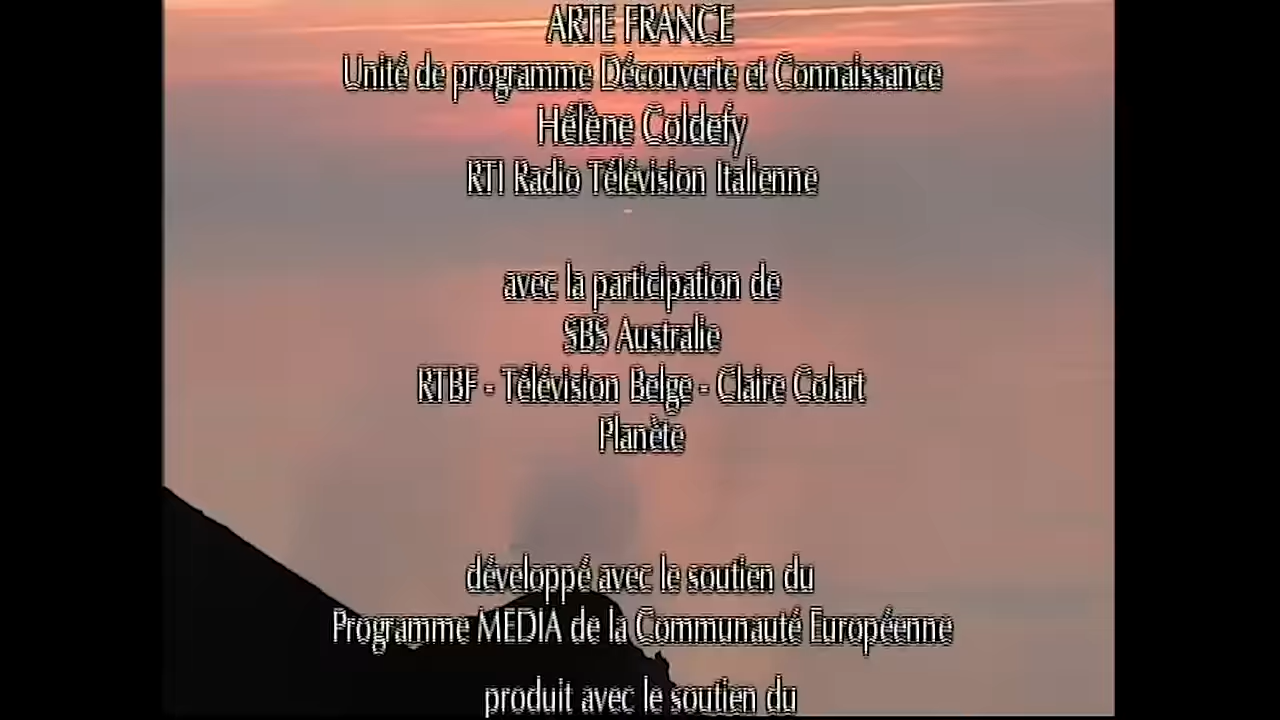 ARTE FRANCE
Unité de programme Découverte et Connaissance
Hélène Coldefy
RTI Radio Télévision Italienne
avec la participation de
SBS Australie
RTBF - Télévision Belge - Claire Colart
Planète
développé avec le soutien du
Programme MEDIA de la Communauté Européenne
produit avec le soutien du